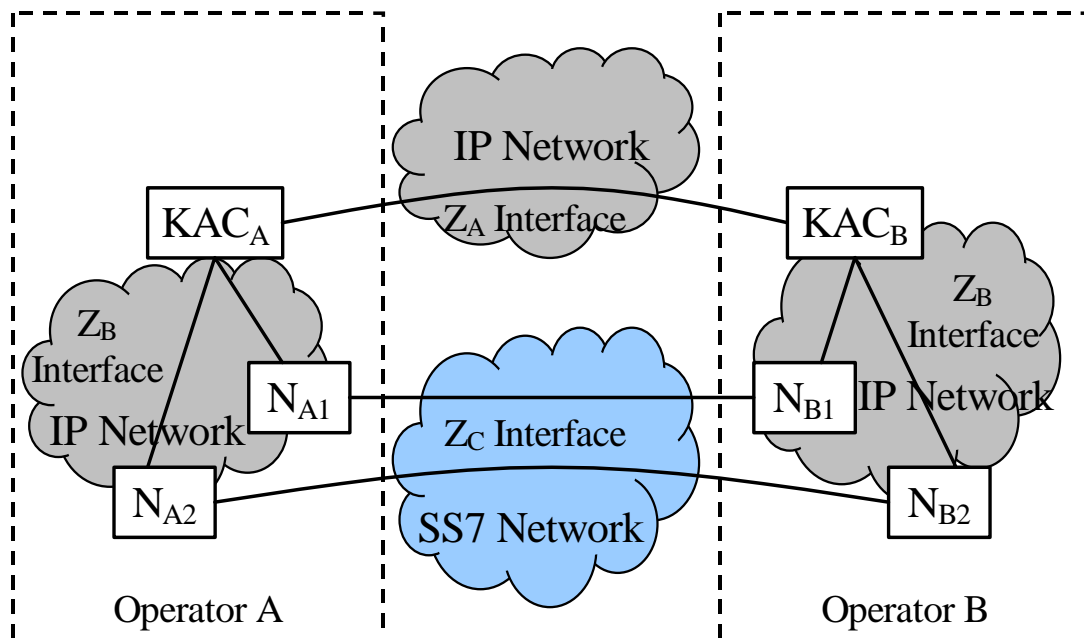 IP Network
Z_A Interface
KAC_A
KAC_B
Z_B
Interface
IP Network
Z_B
Interface
IP Network
N_A1
N_B1
Z_C Interface
N_A2
N_B2
SS7 Network
Operator A
Operator B